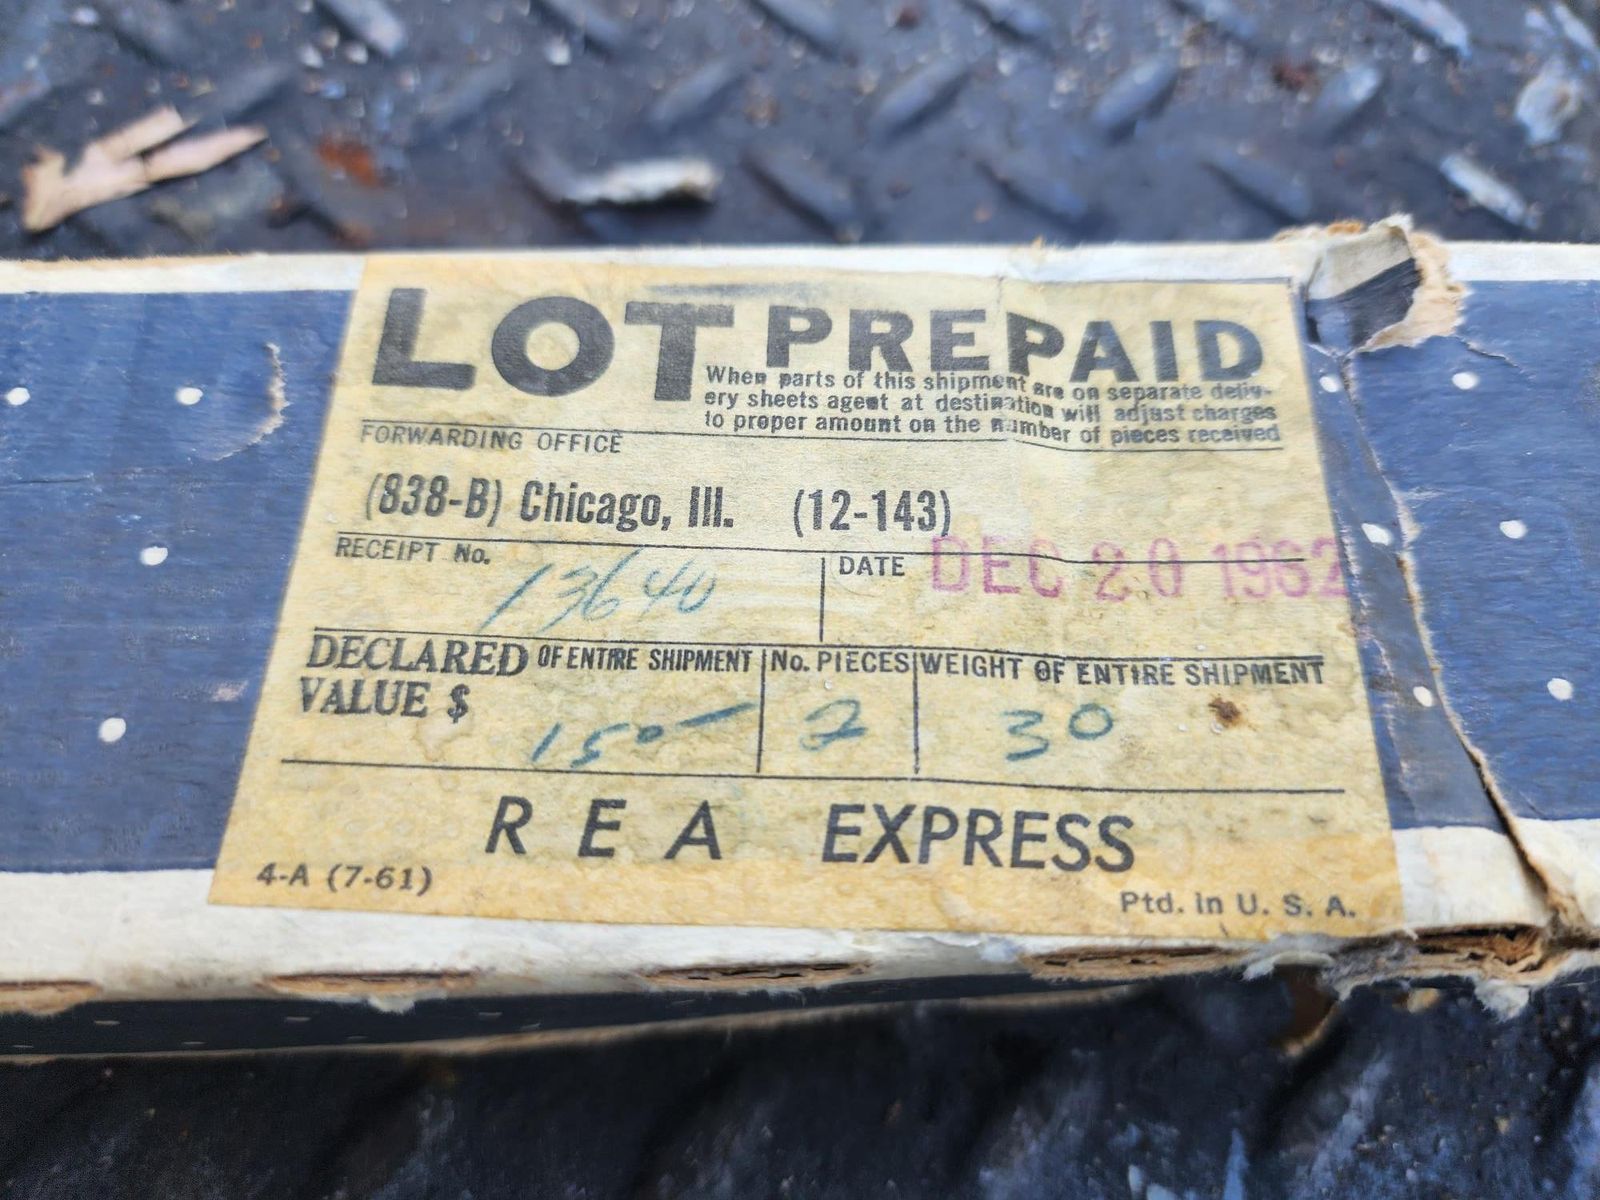 LOT PREPAID
When parts of this shipment are on separate deliv-
ery sheets agent at destination will adjust charges
to proper amount on the number of pieces received
FORWARDING OFFICE
(838-B) Chicago, Ill. (12-143)
RECEIPT No. 13640 DATE DEC 20 1962
DECLARED OF ENTIRE SHIPMENT No. PIECES WEIGHT OF ENTIRE SHIPMENT
VALUE $ 150 2 30
REA EXPRESS
4-A (7-61)
Ptd. in U. S. A.